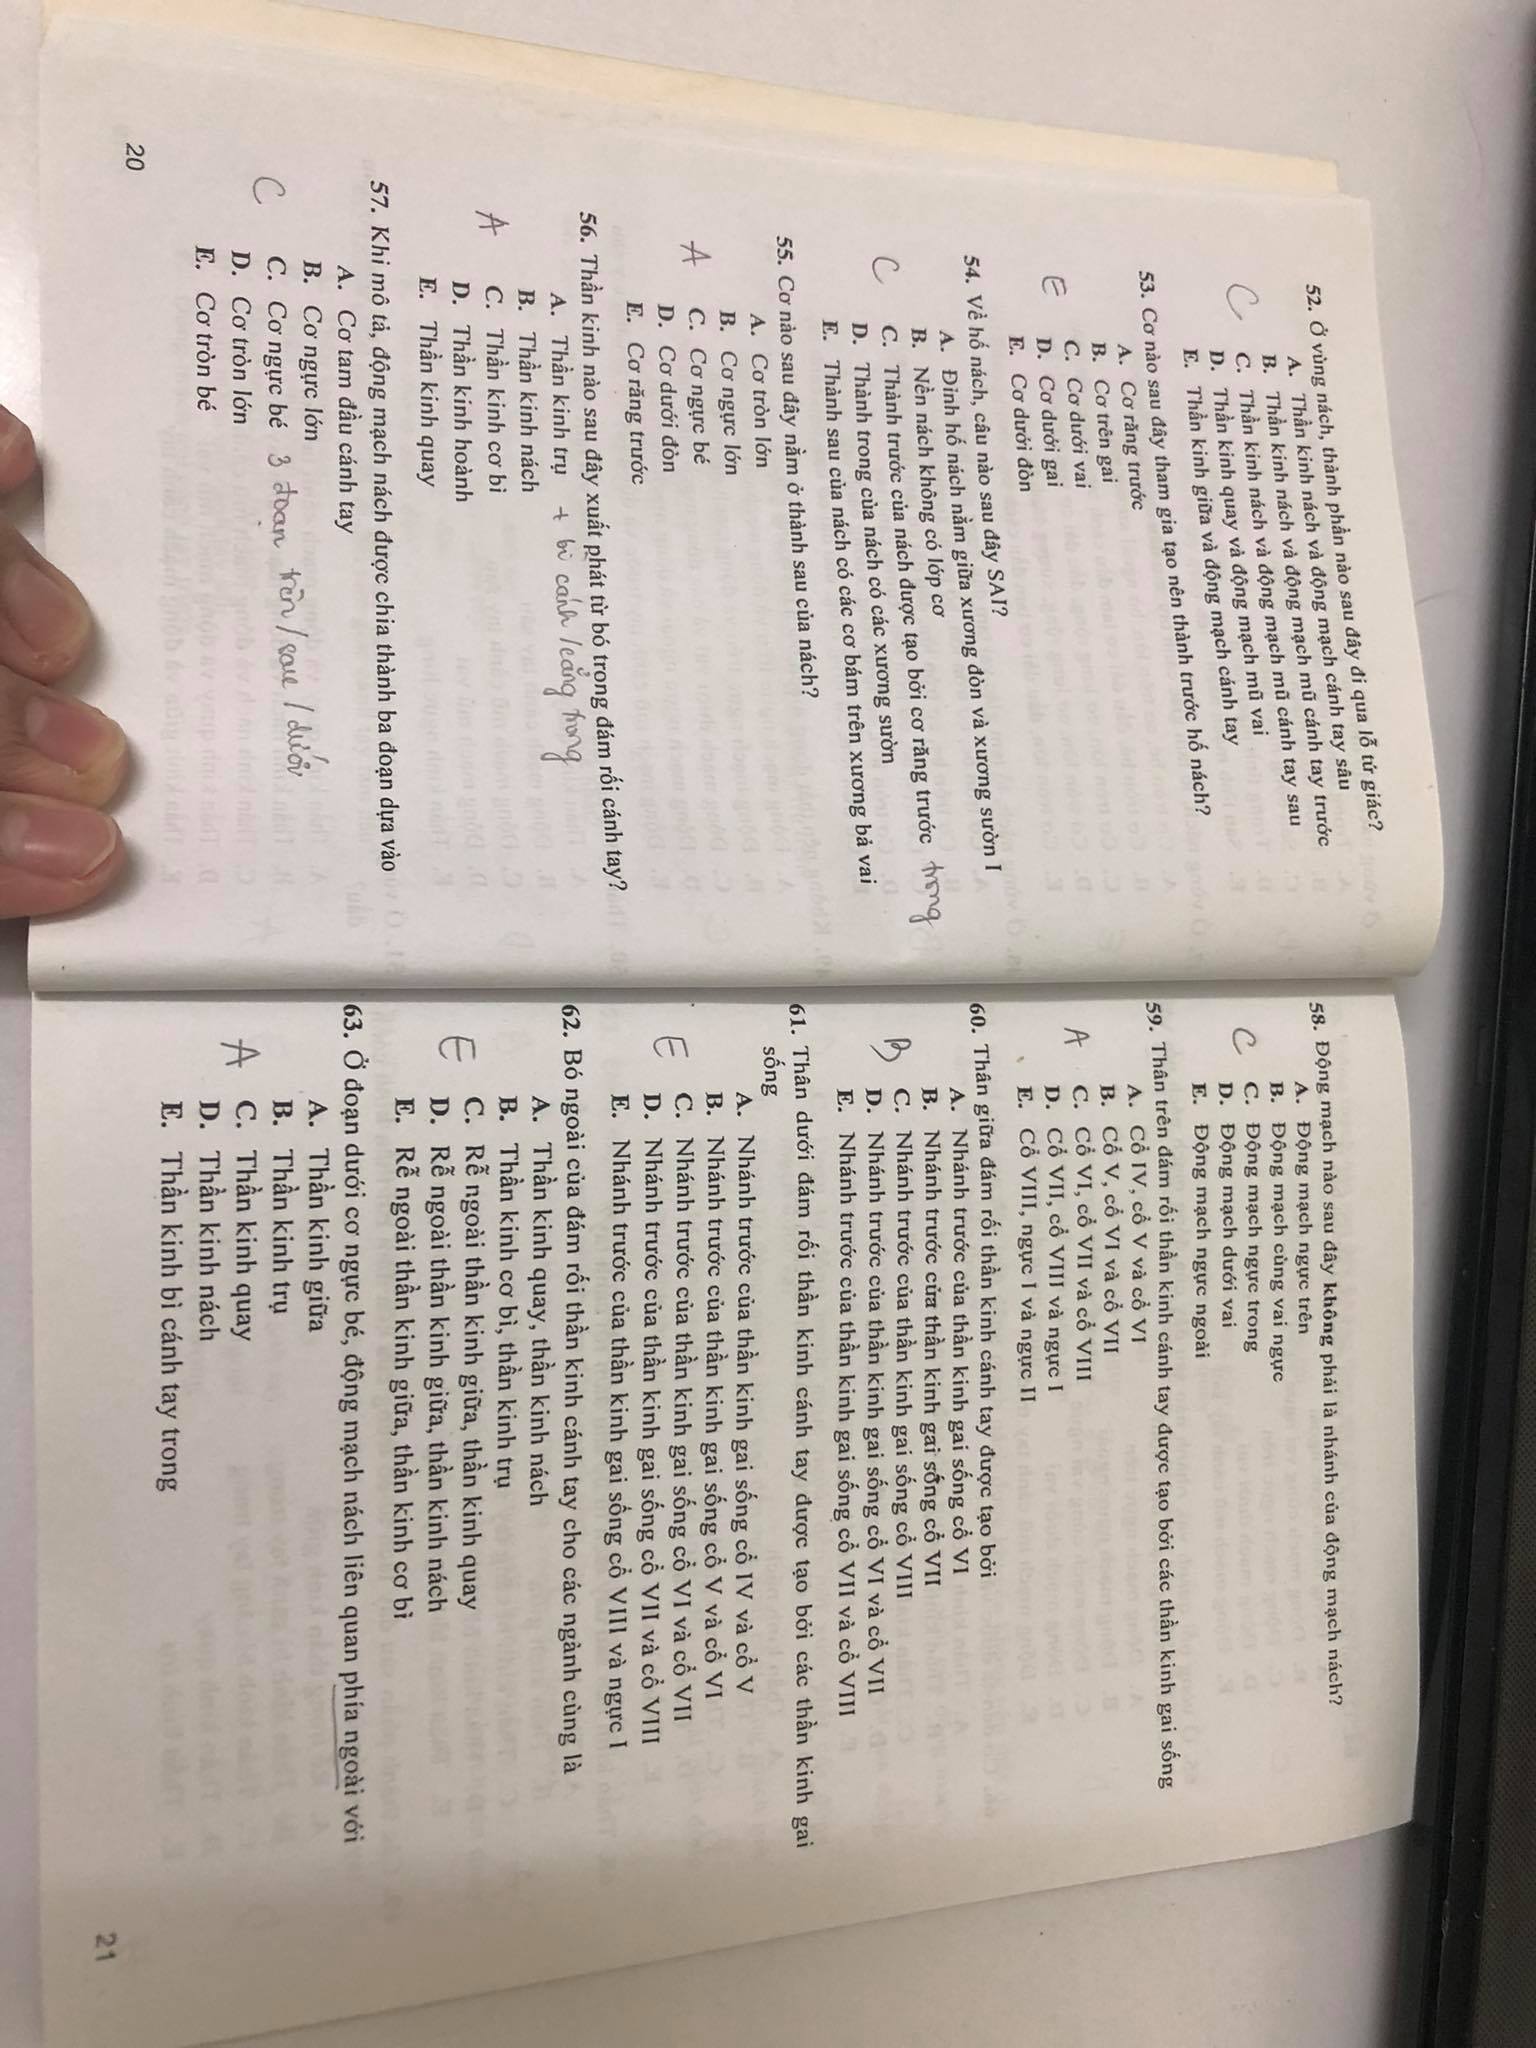 52. Ở vùng nách, thành phần nào sau đây đi qua lỗ tứ giác?
A. Thần kinh nách và động mạch cánh tay sâu
B. Thần kinh nách và động mạch mũ cánh tay trước
C. Thần kinh nách và động mạch mũ cánh tay sau
D. Thần kinh quay và động mạch mũ vai
E. Thần kinh giữa và động mạch cánh tay
C
53. Cơ nào sau đây tham gia tạo nên thành trước hố nách?
A. Cơ răng trước
B. Cơ trên gai
C. Cơ dưới vai
D. Cơ dưới gai
E. Cơ dưới đòn
E
54. Về hố nách, câu nào sau đây SAI?
A. Đỉnh hố nách nằm giữa xương đòn và xương sườn I
B. Nền nách không có lớp cơ
C. Thành trước của nách được tạo bởi cơ răng trước trong
D. Thành trong của nách có các xương sườn
E. Thành sau của nách có các cơ bám trên xương bả vai
C
55. Cơ nào sau đây nằm ở thành sau của nách?
A. Cơ tròn lớn
B. Cơ ngực lớn
C. Cơ ngực bé
D. Cơ dưới đòn
E. Cơ răng trước
A
56. Thần kinh nào sau đây xuất phát từ bó trong đám rối cánh tay?
A. Thần kinh trụ + bì cánh /cẳng trong
B. Thần kinh nách
C. Thần kinh cơ bì
D. Thần kinh hoành
E. Thần kinh quay
A
57. Khi mô tả, động mạch nách được chia thành ba đoạn dựa vào
A. Cơ tam đầu cánh tay
B. Cơ ngực lớn
C. Cơ ngực bé 3 đoạn trên / sau / dưới
D. Cơ tròn lớn
E. Cơ tròn bé
C
20
58. Động mạch nào sau đây không phải là nhánh của động mạch nách?
A. Động mạch ngực trên
B. Động mạch cùng vai ngực
C. Động mạch ngực trong
D. Động mạch dưới vai
E. Động mạch ngực ngoài
C
59. Thân trên đám rối thần kinh cánh tay được tạo bởi các thần kinh gai sống
A. Cổ IV, cổ V và cổ VI
B. Cổ V, cổ VI và cổ VII
C. Cổ VI, cổ VII và cổ VIII
D. Cổ VII, cổ VIII và ngực I
E. Cổ VIII, ngực I và ngực II
A
60. Thân giữa đám rối thần kinh cánh tay được tạo bởi
A. Nhánh trước của thần kinh gai sống cổ VI
B. Nhánh trước của thần kinh gai sống cổ VII
C. Nhánh trước của thần kinh gai sống cổ VIII
D. Nhánh trước của thần kinh gai sống cổ VI và cổ VII
E. Nhánh trước của thần kinh gai sống cổ VII và cổ VIII
B
61. Thân dưới đám rối thần kinh cánh tay được tạo bởi các thần kinh gai
sống
A. Nhánh trước của thần kinh gai sống cổ IV và cổ V
B. Nhánh trước của thần kinh gai sống cổ V và cổ VI
C. Nhánh trước của thần kinh gai sống cổ VI và cổ VII
D. Nhánh trước của thần kinh gai sống cổ VII và cổ VIII
E. Nhánh trước của thần kinh gai sống cổ VIII và ngực I
E
62. Bó ngoài của đám rối thần kinh cánh tay cho các ngành cùng là
A. Thần kinh quay, thần kinh nách
B. Thần kinh cơ bì, thần kinh trụ
C. Rễ ngoài thần kinh giữa, thần kinh quay
D. Rễ ngoài thần kinh giữa, thần kinh nách
E. Rễ ngoài thần kinh giữa, thần kinh cơ bì
E
63. Ở đoạn dưới cơ ngực bé, động mạch nách liên quan phía ngoài với
A. Thần kinh giữa
B. Thần kinh trụ
C. Thần kinh quay
D. Thần kinh nách
E. Thần kinh bì cánh tay trong
A
21